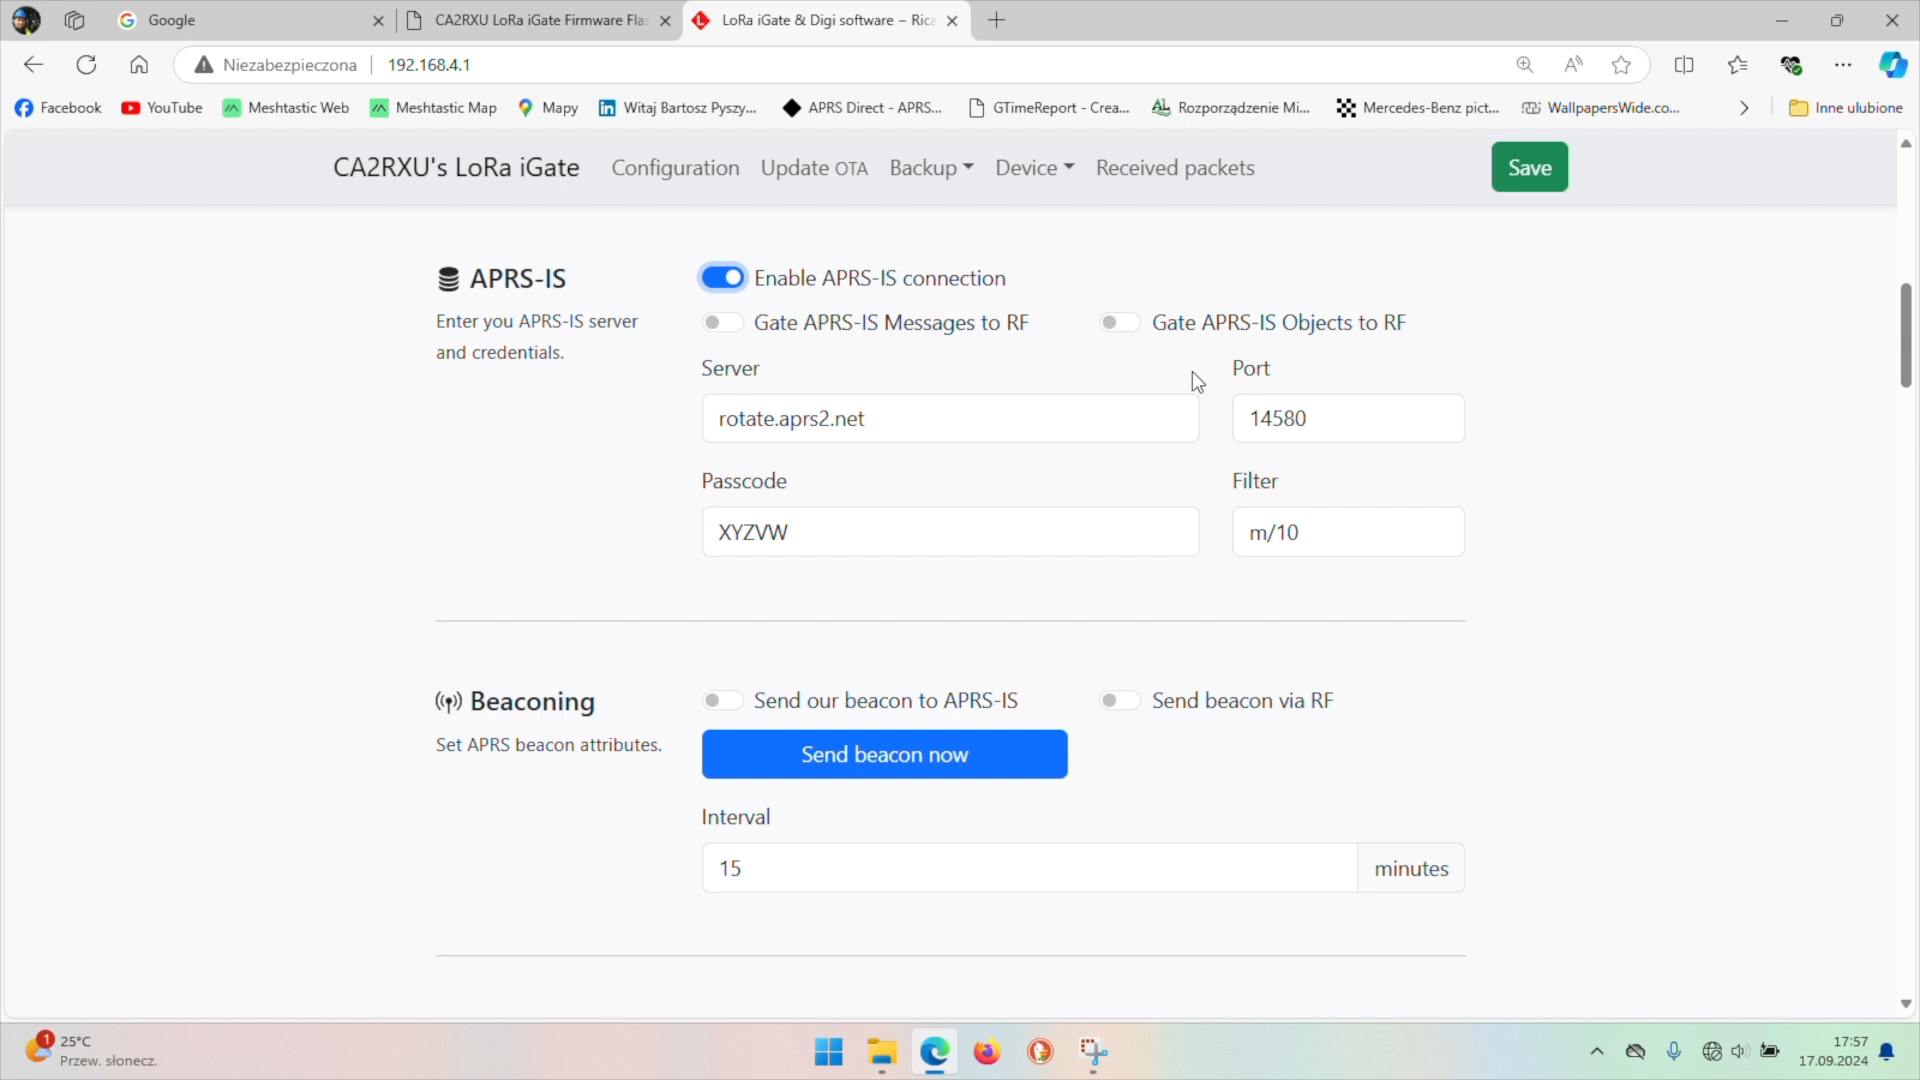 Google
CA2RXU LoRa iGate Firmware Fla
LoRa iGate & Digi software – Rica
Niezabezpieczona
192.168.4.1
Facebook
YouTube
Meshtastic Web
Meshtastic Map
Mapy
Witaj Bartosz Pyszy...
APRS Direct - APRS...
GTimeReport - Crea...
Rozporządzenie Mi...
Mercedes-Benz pict...
WallpapersWide.co...
Inne ulubione
CA2RXU's LoRa iGate
Configuration
Update OTA
Backup
Device
Received packets
Save
APRS-IS
Enter you APRS-IS server
and credentials.
Enable APRS-IS connection
Gate APRS-IS Messages to RF
Gate APRS-IS Objects to RF
Server
Port
rotate.aprs2.net
14580
Passcode
Filter
XYZVW
m/10
Beaconing
Set APRS beacon attributes.
Send our beacon to APRS-IS
Send beacon via RF
Send beacon now
Interval
15
minutes
1
25°C
Przew. słonecz.
17:57
17.09.2024